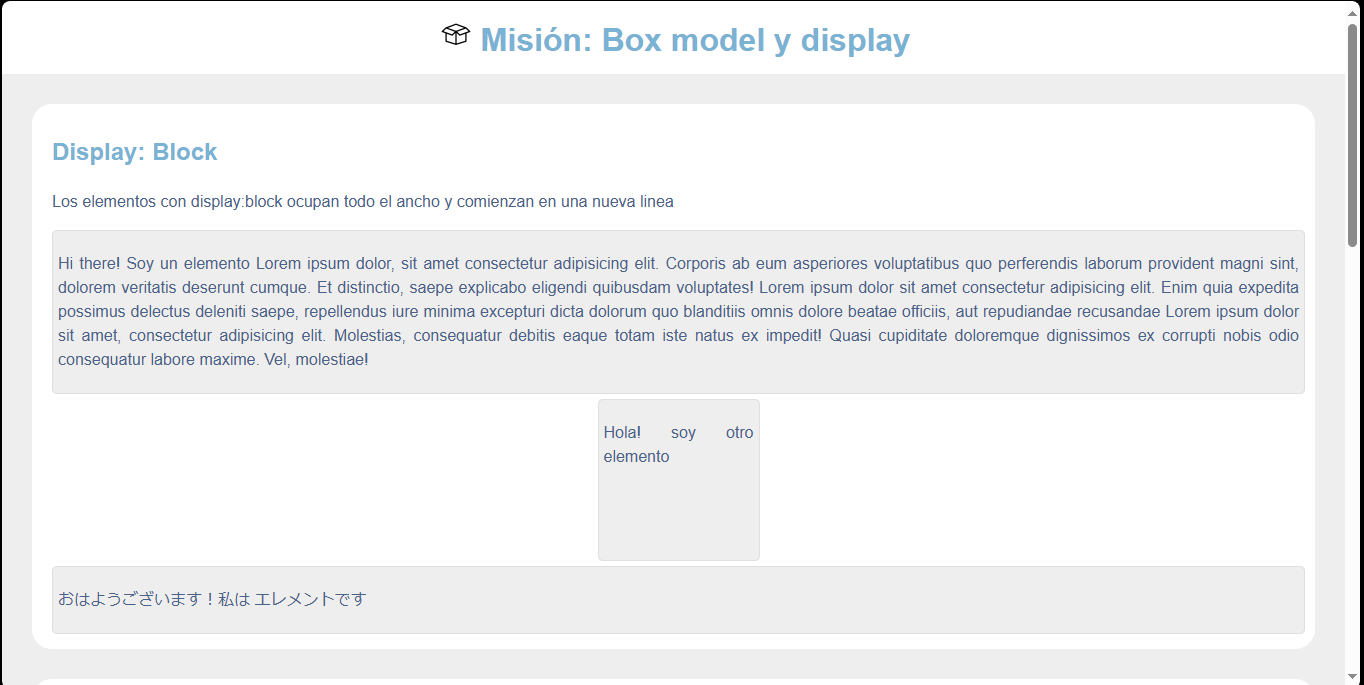 Misión: Box model y display
Display: Block
Los elementos con display:block ocupan todo el ancho y comienzan en una nueva linea
Hi there! Soy un elemento Lorem ipsum dolor, sit amet consectetur adipisicing elit. Corporis ab eum asperiores voluptatibus quo perferendis laborum provident magni sint,
dolorem veritatis deserunt cumque. Et distinctio, saepe explicabo eligendi quibusdam voluptates! Lorem ipsum dolor sit amet consectetur adipisicing elit. Enim quia expedita
possimus delectus deleniti saepe, repellendus iure minima excepturi dicta dolorum quo blanditiis omnis dolore beatae officiis, aut repudiandae recusandae Lorem ipsum dolor
sit amet, consectetur adipisicing elit. Molestias, consequatur debitis eaque totam iste natus ex impedit! Quasi cupiditate doloremque dignissimos ex corrupti nobis odio
consequatur labore maxime. Vel, molestiae!
Hola! soy otro
elemento
おはようございます！私は エレメントです